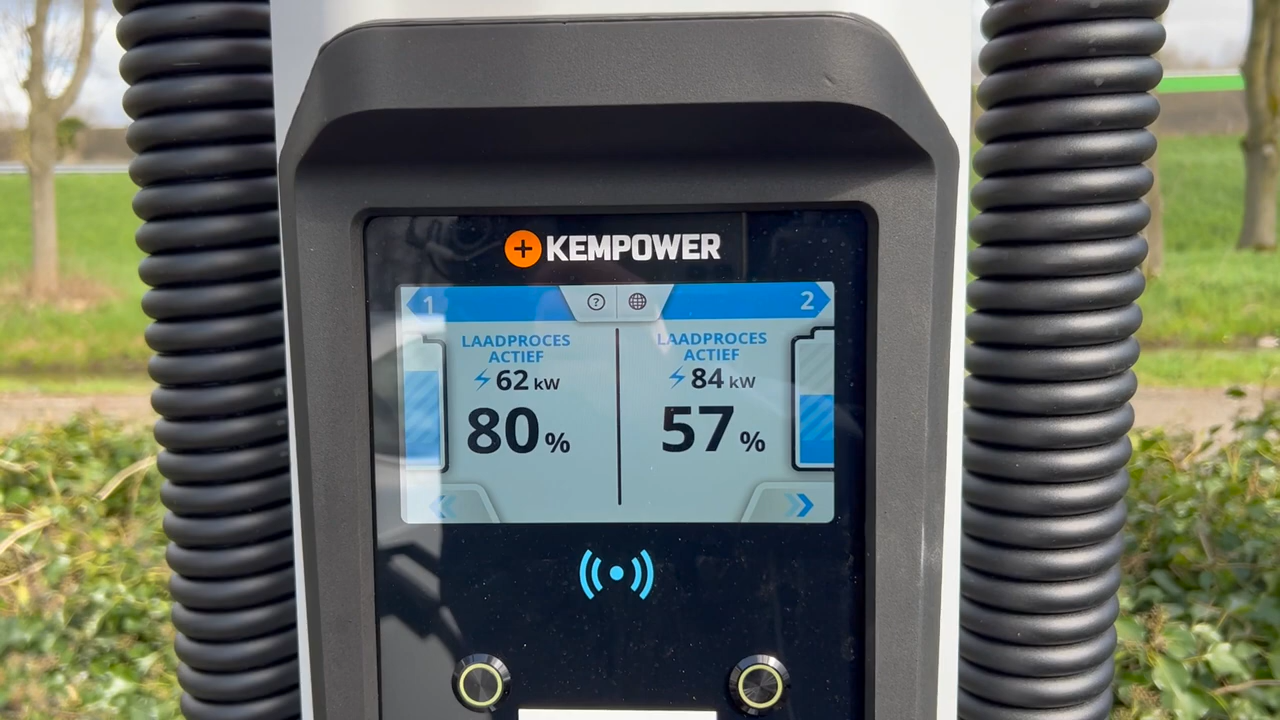 KEMPOWER
1
?
2
LAADPROCES
ACTIEF
62 kW
80 %
LAADPROCES
ACTIEF
84 kW
57 %